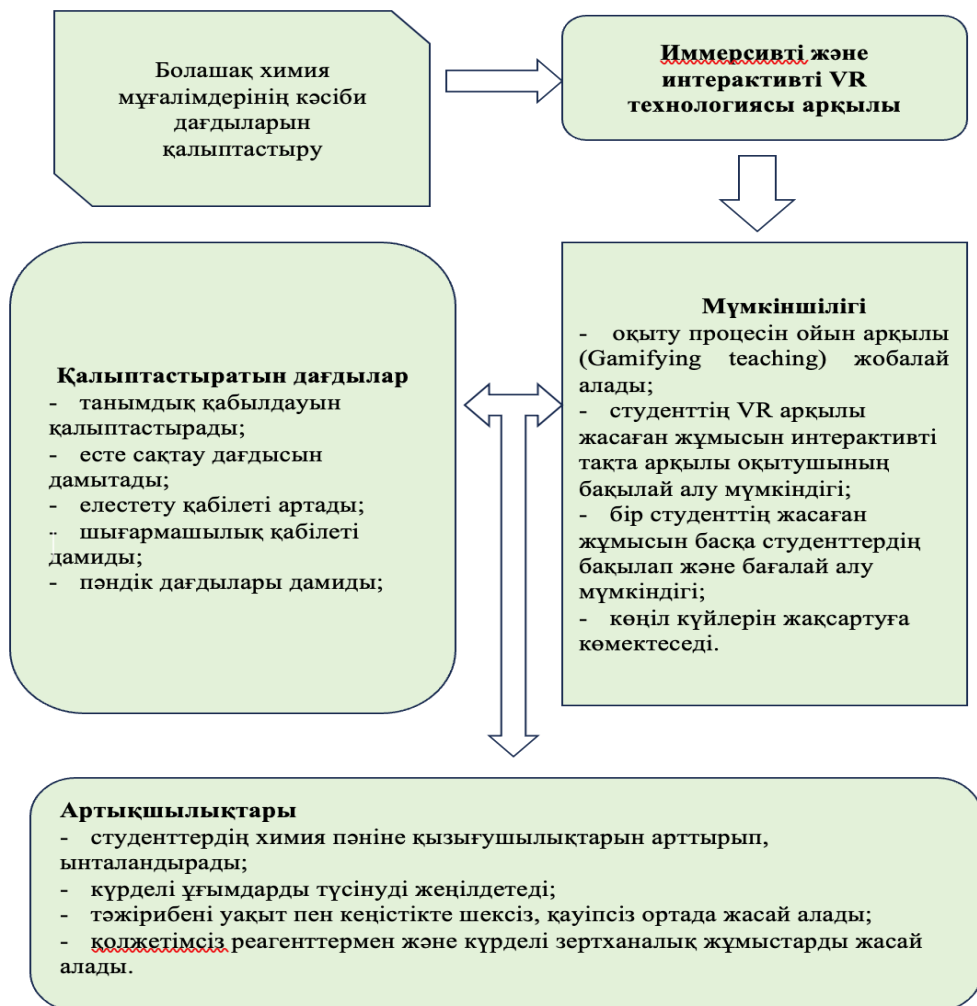 Болашақ химия
мұғалімдерінің кәсіби
дағдыларын
қалыптастыру
Иммерсивті және
интерактивті VR
технологиясы арқылы
Мүмкіншілігі
- оқыту процесін ойын арқылы
(Gamifying teaching) жобалай
алады;
- студенттің VR арқылы
жасаған жұмысын интерактивті
тақта арқылы оқытушының
бақылай алу мүмкіндігі;
- бір студенттің жасаған
жұмысын басқа студенттердің
бақылап және бағалай алу
мүмкіндігі;
- көңіл күйлерін жақсартуға
көмектеседі.
Қалыптастыратын дағдылар
- танымдық қабылдауын
қалыптастырады;
- есте сақтау дағдысын
дамытады;
- елестету қабілеті артады;
- шығармашылық қабілеті
дамиды;
- пәндік дағдылары дамиды;
Артықшылықтары
- студенттердің химия пәніне қызығушылықтарын арттырып,
ынталандырады;
- күрделі ұғымдарды түсінуді жеңілдетеді;
- тәжірибені уақыт пен кеңістікте шексіз, қауіпсіз ортада жасай алады;
- қолжетімсіз реагенттермен және күрделі зертханалық жұмыстарды жасай
алады.